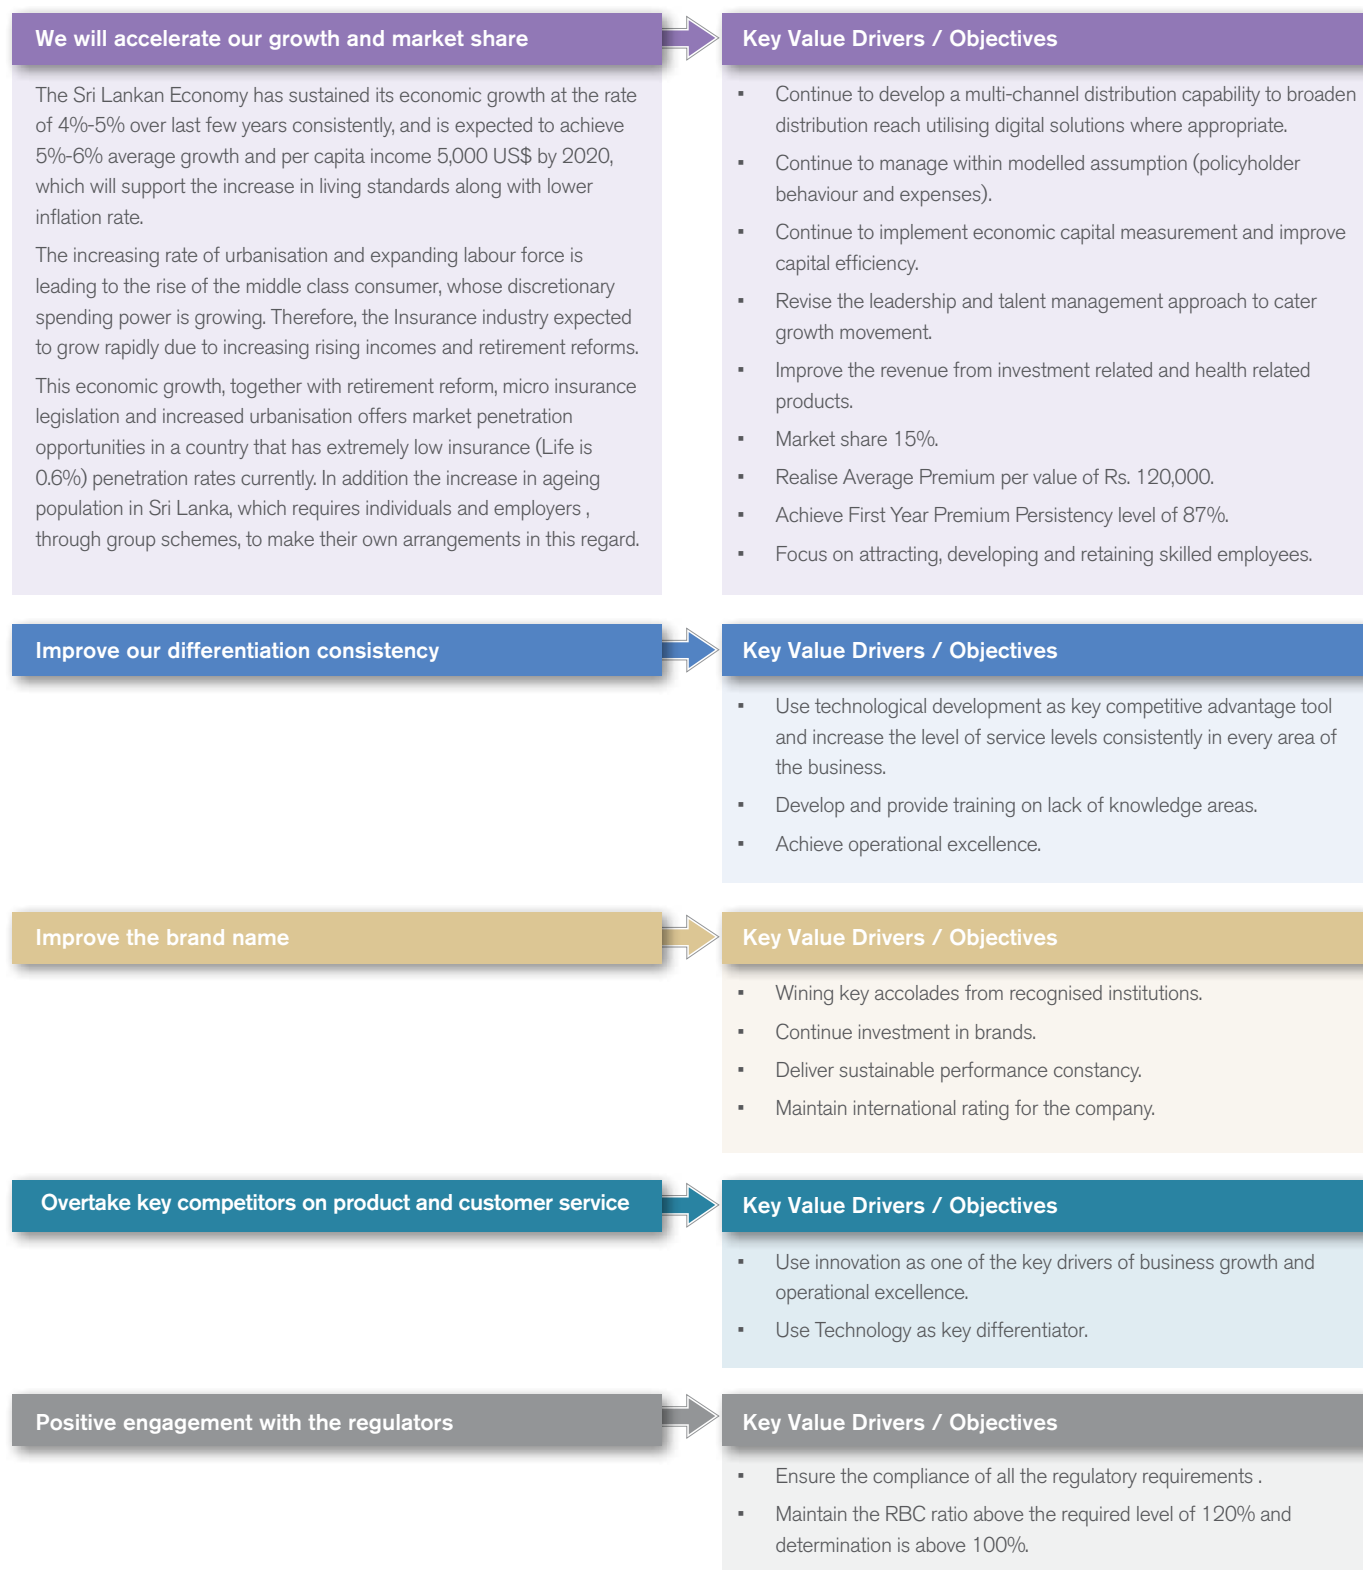 We will accelerate our growth and market share
The Sri Lankan Economy has sustained its economic growth at the rate
of 4%-5% over last few years consistently, and is expected to achieve
5%-6% average growth and per capita income 5,000 US$ by 2020,
which will support the increase in living standards along with lower
inflation rate.
The increasing rate of urbanisation and expanding labour force is
leading to the rise of the middle class consumer, whose discretionary
spending power is growing. Therefore, the Insurance industry expected
to grow rapidly due to increasing rising incomes and retirement reforms.
This economic growth, together with retirement reform, micro insurance
legislation and increased urbanisation offers market penetration
opportunities in a country that has extremely low insurance (Life is
0.6%) penetration rates currently. In addition the increase in ageing
population in Sri Lanka, which requires individuals and employers ,
through group schemes, to make their own arrangements in this regard.
Key Value Drivers / Objectives
▪ Continue to develop a multi-channel distribution capability to broaden
distribution reach utilising digital solutions where appropriate.
▪ Continue to manage within modelled assumption (policyholder
behaviour and expenses).
▪ Continue to implement economic capital measurement and improve
capital efficiency.
▪ Revise the leadership and talent management approach to cater
growth movement.
▪ Improve the revenue from investment related and health related
products.
▪ Market share 15%.
▪ Realise Average Premium per value of Rs. 120,000.
▪ Achieve First Year Premium Persistency level of 87%.
▪ Focus on attracting, developing and retaining skilled employees.
Improve our differentiation consistency
Key Value Drivers / Objectives
▪ Use technological development as key competitive advantage tool
and increase the level of service levels consistently in every area of
the business.
▪ Develop and provide training on lack of knowledge areas.
▪ Achieve operational excellence.
Improve the brand name
Key Value Drivers / Objectives
▪ Wining key accolades from recognised institutions.
▪ Continue investment in brands.
▪ Deliver sustainable performance constancy.
▪ Maintain international rating for the company.
Overtake key competitors on product and customer service
Key Value Drivers / Objectives
▪ Use innovation as one of the key drivers of business growth and
operational excellence.
▪ Use Technology as key differentiator.
Positive engagement with the regulators
Key Value Drivers / Objectives
▪ Ensure the compliance of all the regulatory requirements .
▪ Maintain the RBC ratio above the required level of 120% and
determination is above 100%.